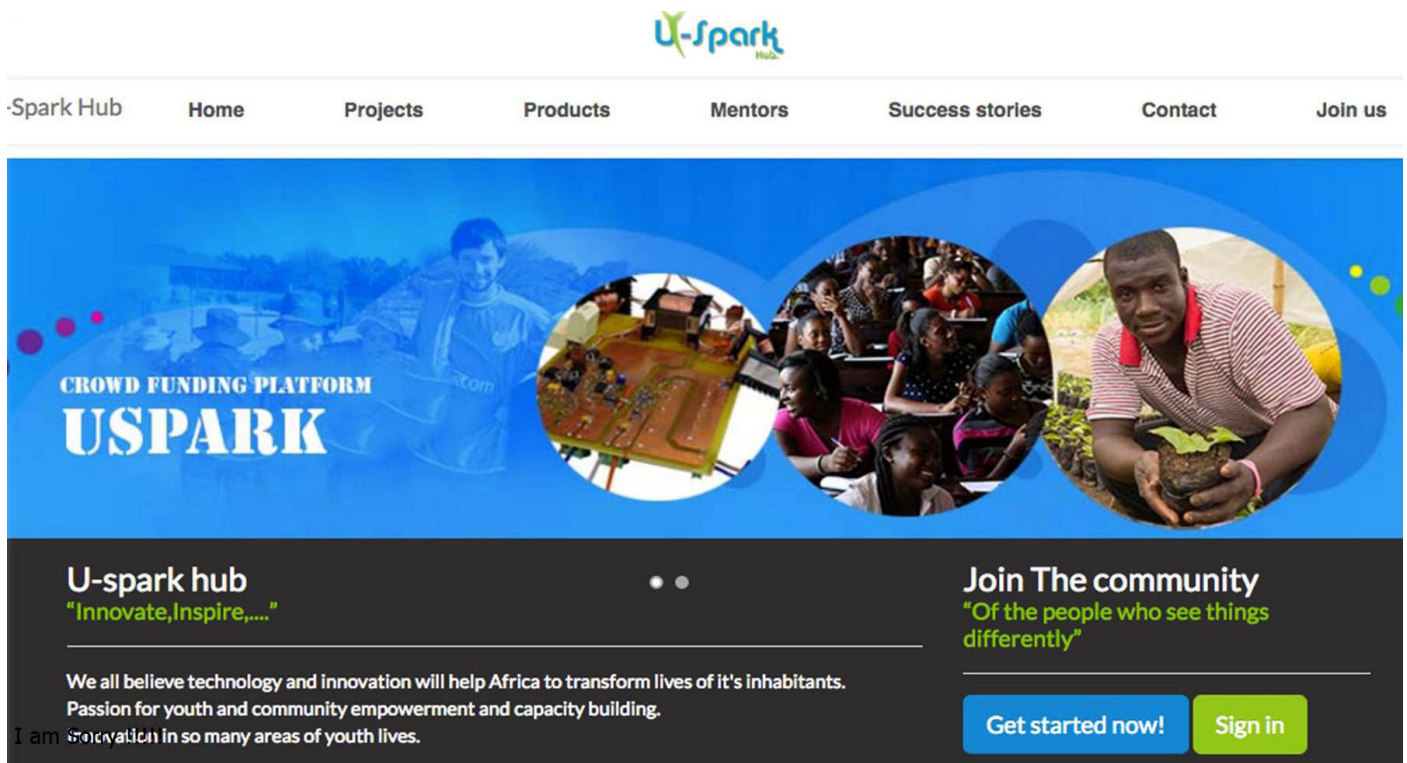 U-Spark
Hub.
-Spark Hub Home Projects Products Mentors Success stories Contact Join us
.com
CROWD FUNDING PLATFORM
USPARK
U-spark hub
“Innovate,Inspire,....”
We all believe technology and innovation will help Africa to transform lives of it's inhabitants.
Passion for youth and community empowerment and capacity building.
in so many areas of youth lives.
I am Sorry !!!!
Join The community
“Of the people who see things
differently”
Get started now! Sign in